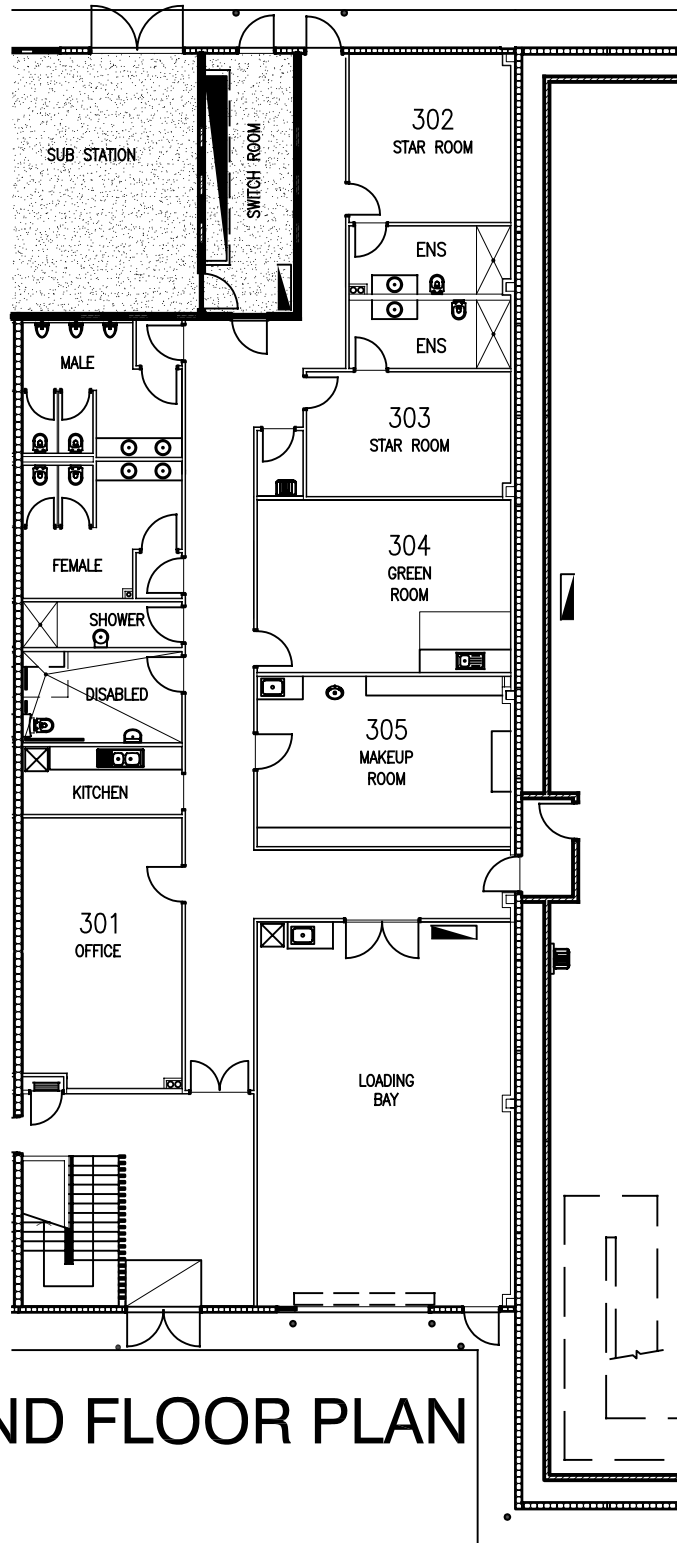 SUB STATION
SWITCH ROOM
302
STAR ROOM
ENS
ENS
MALE
303
STAR ROOM
304
GREEN
ROOM
FEMALE
SHOWER
DISABLED
305
MAKEUP
ROOM
KITCHEN
301
OFFICE
LOADING
BAY
ND FLOOR PLAN